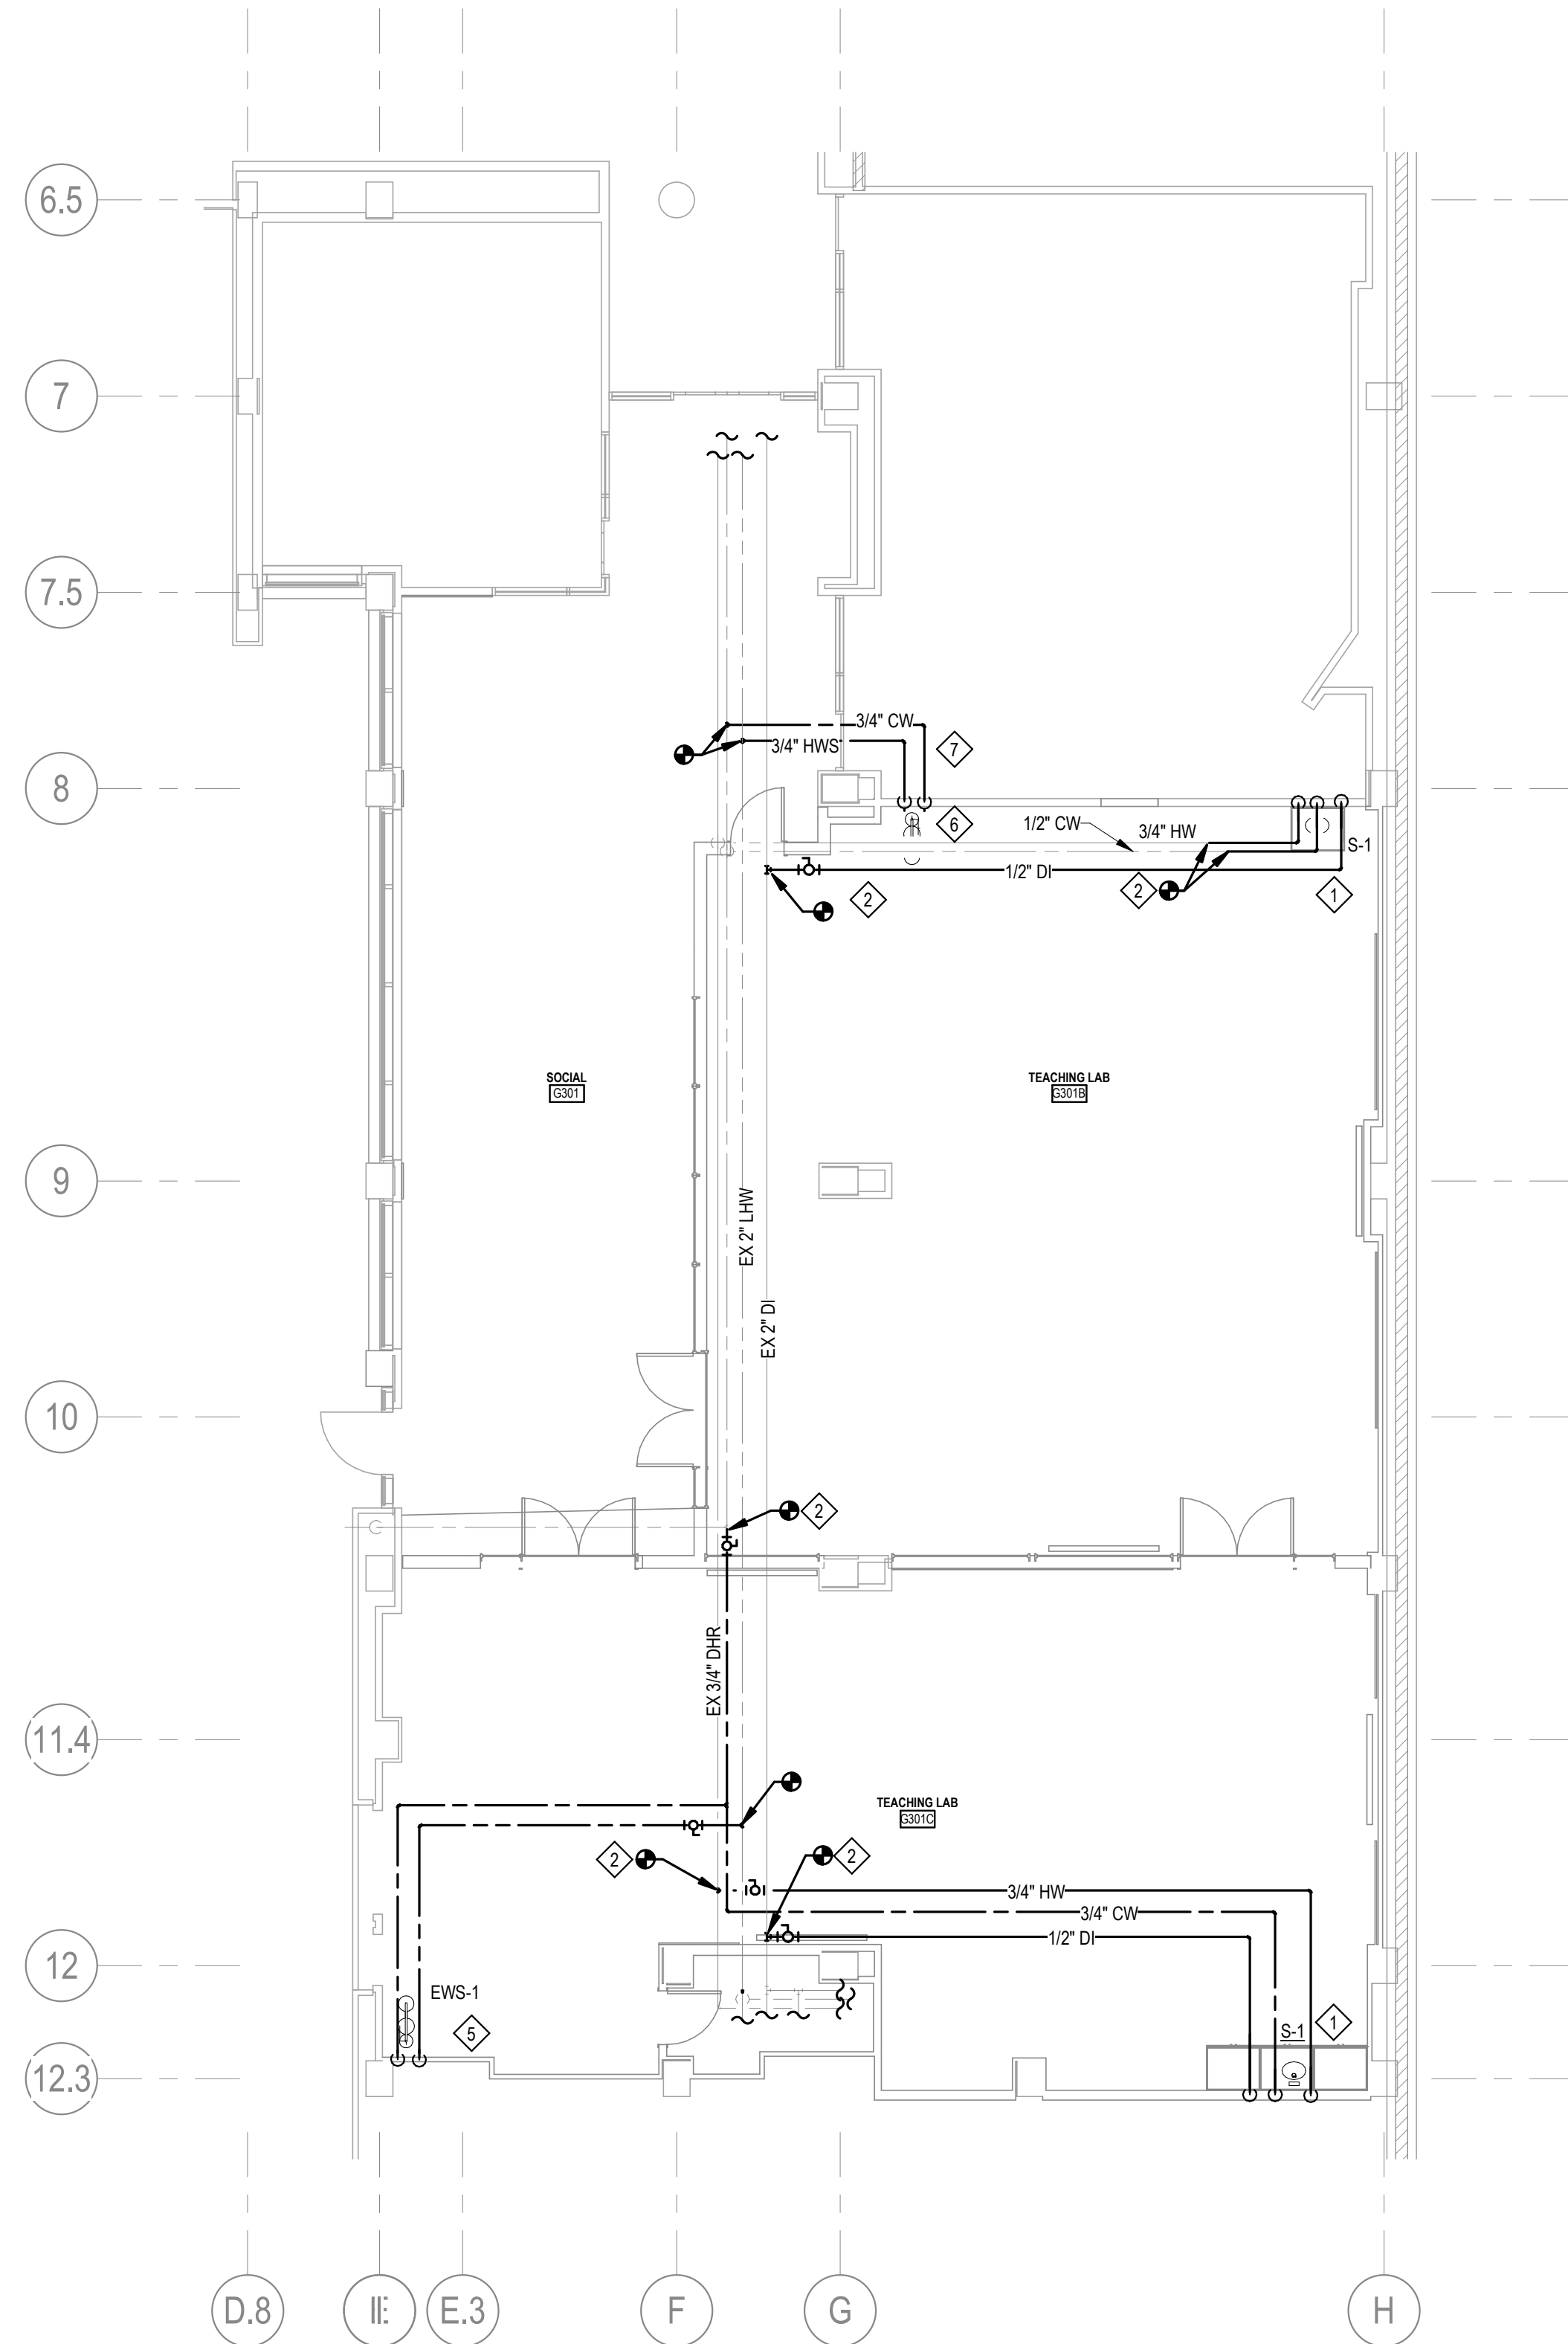 6.5
7
7.5
3/4" CW
3/4" HWS
7
8
6
1/2" CW
3/4" HW
S-1
1/2" DI
2
2
1
SOCIAL
G301
TEACHING LAB
G301B
9
EX 2" LHW
EX 2" DI
10
2
EX 3/4" DHR
11.4
TEACHING LAB
G301C
2
2
3/4" HW
3/4" CW
1/2" DI
12
EWS-1
5
S-1
1
12.3
D.8
E.3
F
G
H